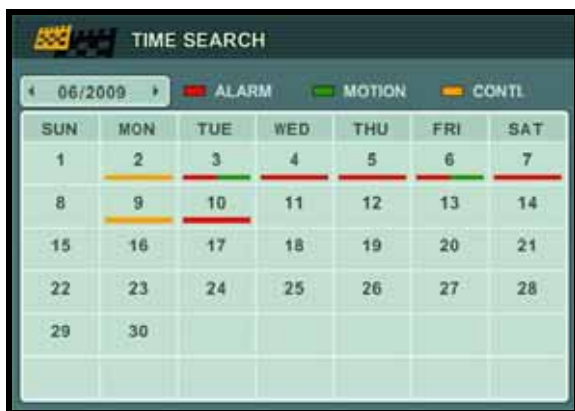 TIME SEARCH
06/2009 ALARM MOTION CONTI.
SUN MON TUE WED THU FRI SAT
1 2 3 4 5 6 7
8 9 10 11 12 13 14
15 16 17 18 19 20 21
22 23 24 25 26 27 28
29 30